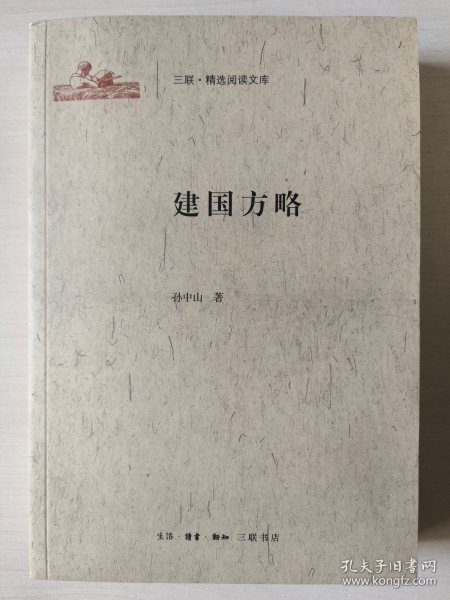 三联·精选阅读文库
建国方略
孙中山 著
生活·讀書·新知 三联书店
孔夫子旧书网
www.kongfz.com